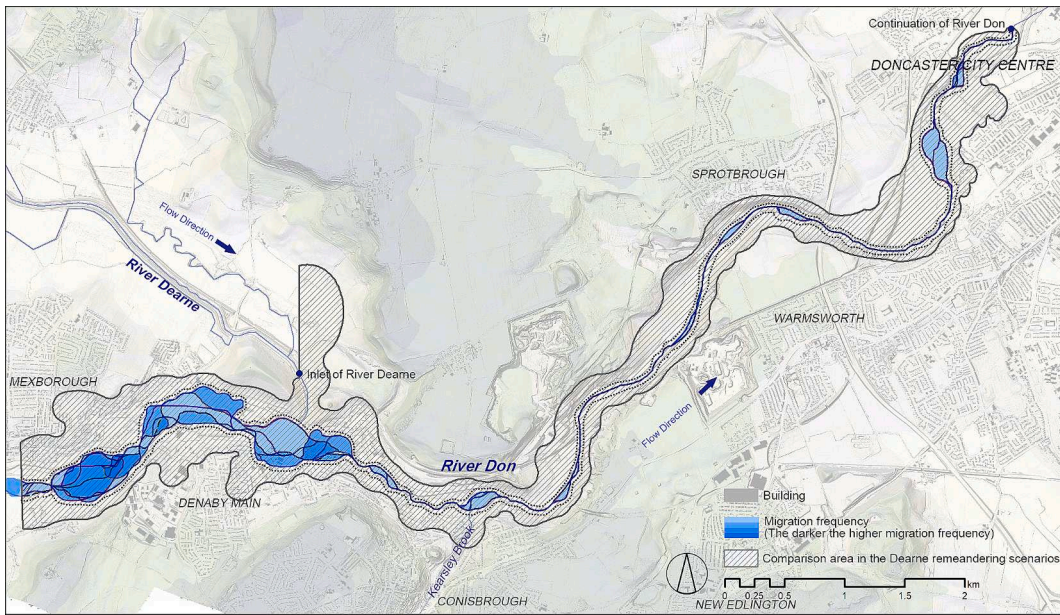 Continuation of River Don
DONCASTER CITY CENTRE
SPROTBROUGH
Flow Direction
River Dearne
WARMSWORTH
MEXBOROUGH
Inlet of River Dearne
Flow Direction
River Don
DENABY MAIN
Kearsley Brook
CONISBROUGH
NEW EDLINGTON
Building
Migration frequency
(The darker the higher migration frequency)
Comparison area in the Dearne remeandering scenarios
km
0 0.25 0.5 1 1.5 2